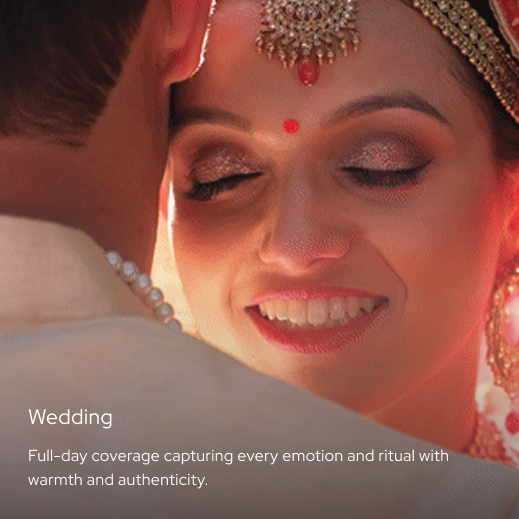 Wedding
Full-day coverage capturing every emotion and ritual with
warmth and authenticity.